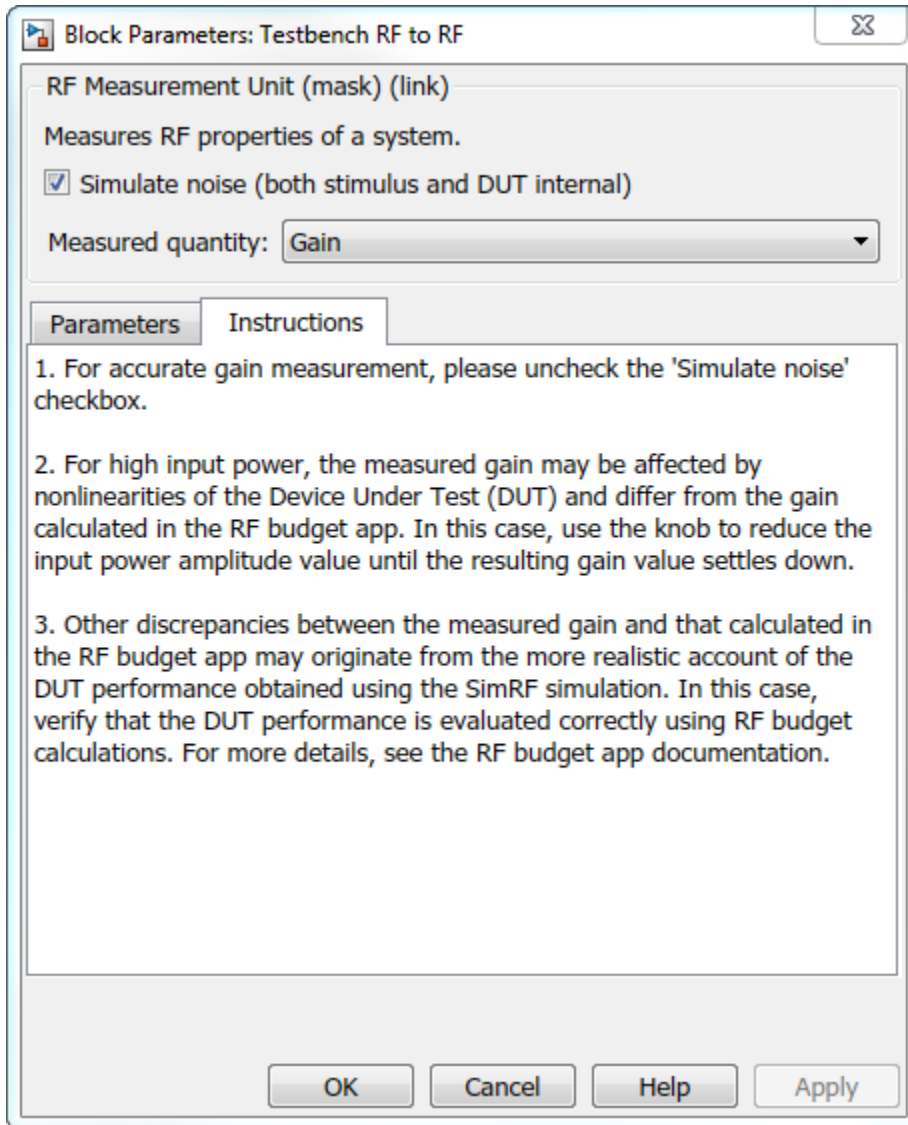 Block Parameters: Testbench RF to RF
RF Measurement Unit (mask) (link)
Measures RF properties of a system.
Simulate noise (both stimulus and DUT internal)
Measured quantity: Gain
Parameters Instructions
1. For accurate gain measurement, please uncheck the 'Simulate noise'
checkbox.
2. For high input power, the measured gain may be affected by
nonlinearities of the Device Under Test (DUT) and differ from the gain
calculated in the RF budget app. In this case, use the knob to reduce the
input power amplitude value until the resulting gain value settles down.
3. Other discrepancies between the measured gain and that calculated in
the RF budget app may originate from the more realistic account of the
DUT performance obtained using the SimRF simulation. In this case,
verify that the DUT performance is evaluated correctly using RF budget
calculations. For more details, see the RF budget app documentation.
OK Cancel Help Apply